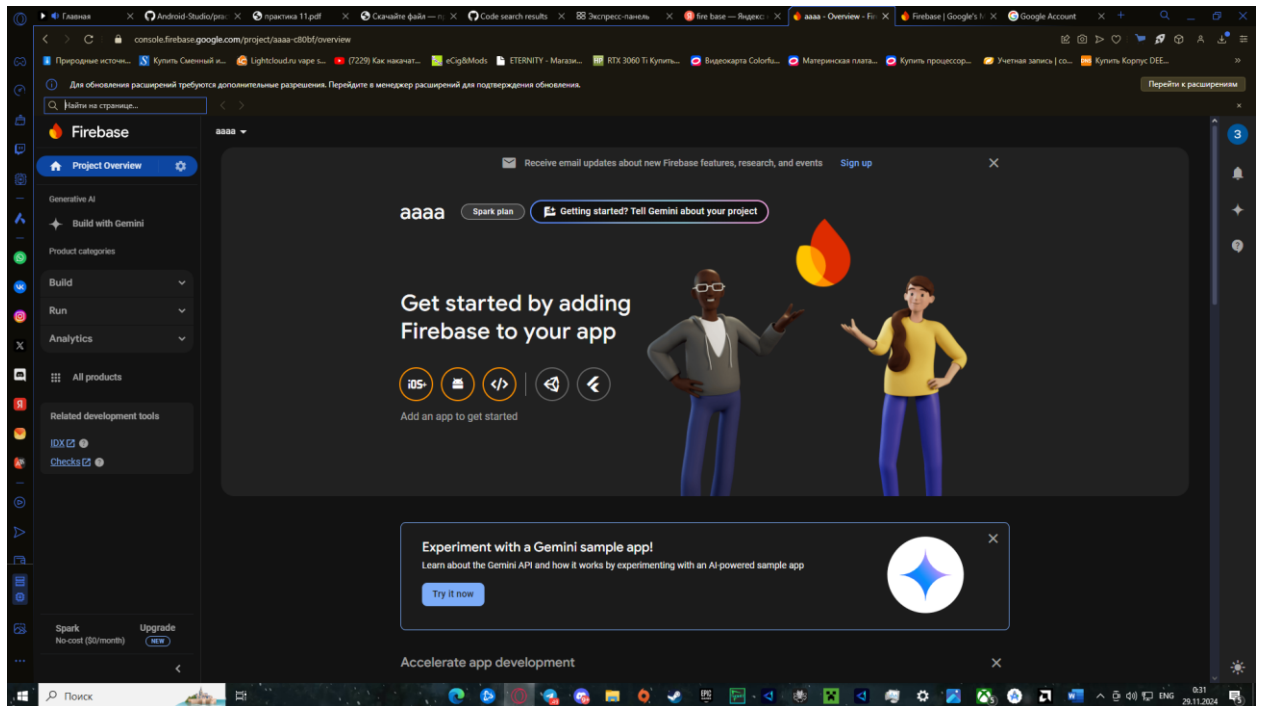 Главная
Android-Studio/prac
практика 11.pdf
Скачайте файл — 
Code search results
Экспресс-панель
fire base — Яндекс:
aaaa - Overview - Fir
Firebase | Google's
Google Account
console.firebase.google.com/project/aaaa-c80bf/overview
Природные источн...
Купить Сменный и...
Lightcloud.ru vape s...
(7229) Как накачат...
eCig&Mods
ETERNITY - Магази...
RTX 3060 Ti Купить...
Видеокарта Colorfu...
Материнская плата...
Купить процессор...
Учетная запись | co...
Купить Корпус DEE...
Для обновления расширений требуются дополнительные разрешения. Перейдите в менеджер расширений для подтверждения обновления.
Перейти к расширениям
Найти на странице...
Firebase
aaaa
З
Project Overview
Receive email updates about new Firebase features, research, and events Sign up
Generative AI
Build with Gemini
Product categories
Build
Run
Analytics
All products
Related development tools
IDX
Checks
aaaa
Spark plan
Getting started? Tell Gemini about your project
Get started by adding
Firebase to your app
iOS+
Add an app to get started
Experiment with a Gemini sample app!
Learn about the Gemini API and how it works by experimenting with an AI-powered sample app
Try it now
Spark
No-cost ($0/month)
Upgrade
NEW
Accelerate app development
Поиск
ENG
0:31
29.11.2024